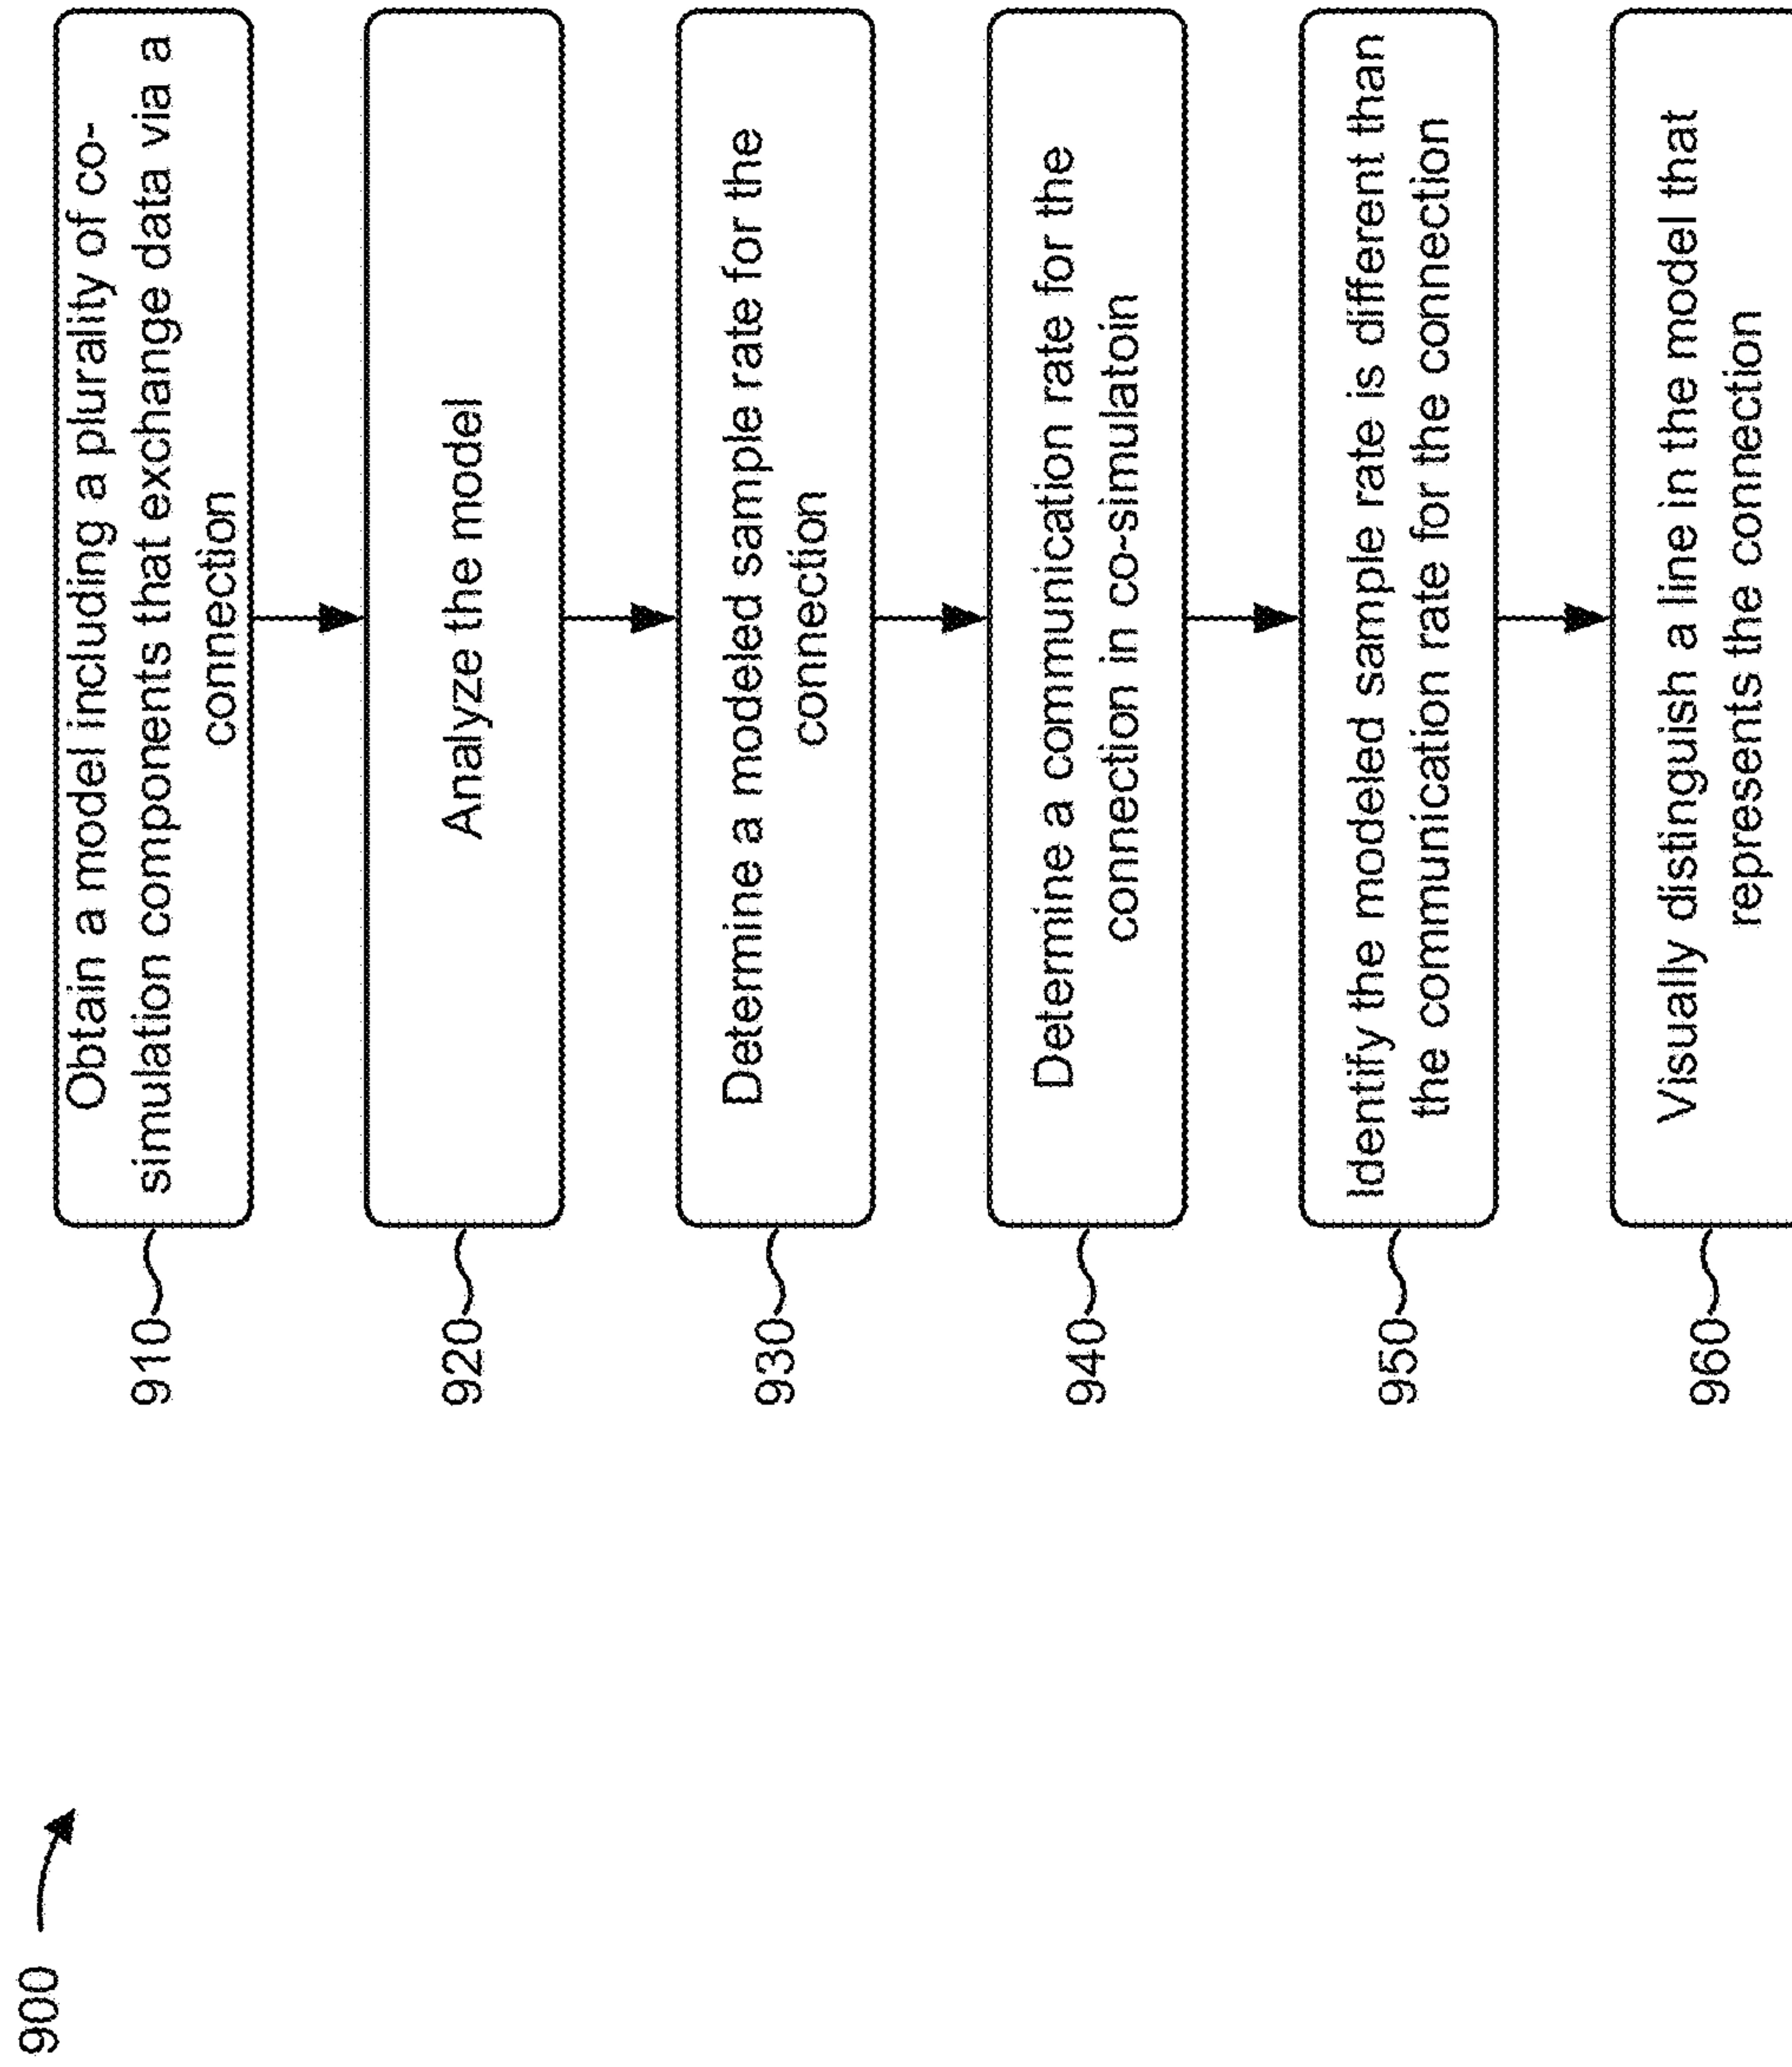 900
910
Obtain a model including a plurality of co-
simulation components that exchange data via a
connection
920
Analyze the model
930
Determine a modeled sample rate for the
connection
940
Determine a communication rate for the
connection in co-simulatoin
950
Identify the modeled sample rate is different than
the communication rate for the connection
960
Visually distinguish a line in the model that
represents the connection